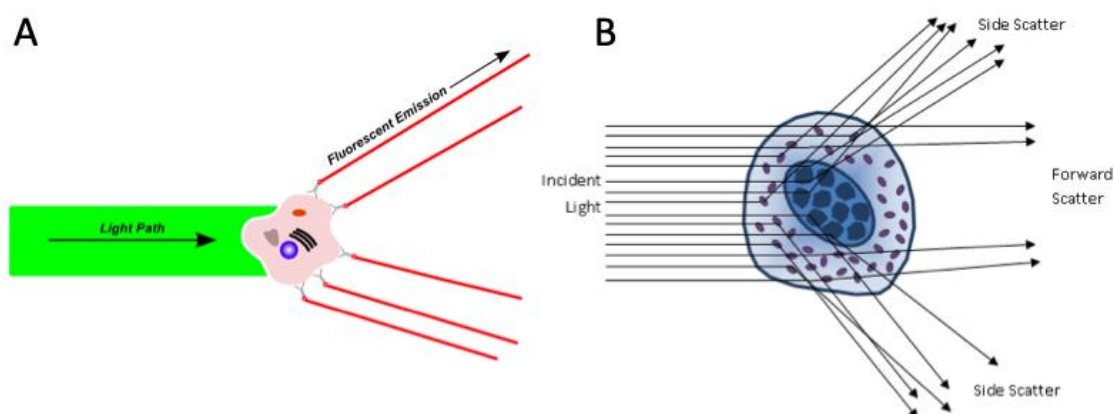 A
Light Path
Fluorescent Emission
B
Side Scatter
Incident
Light
Forward
Scatter
Side Scatter